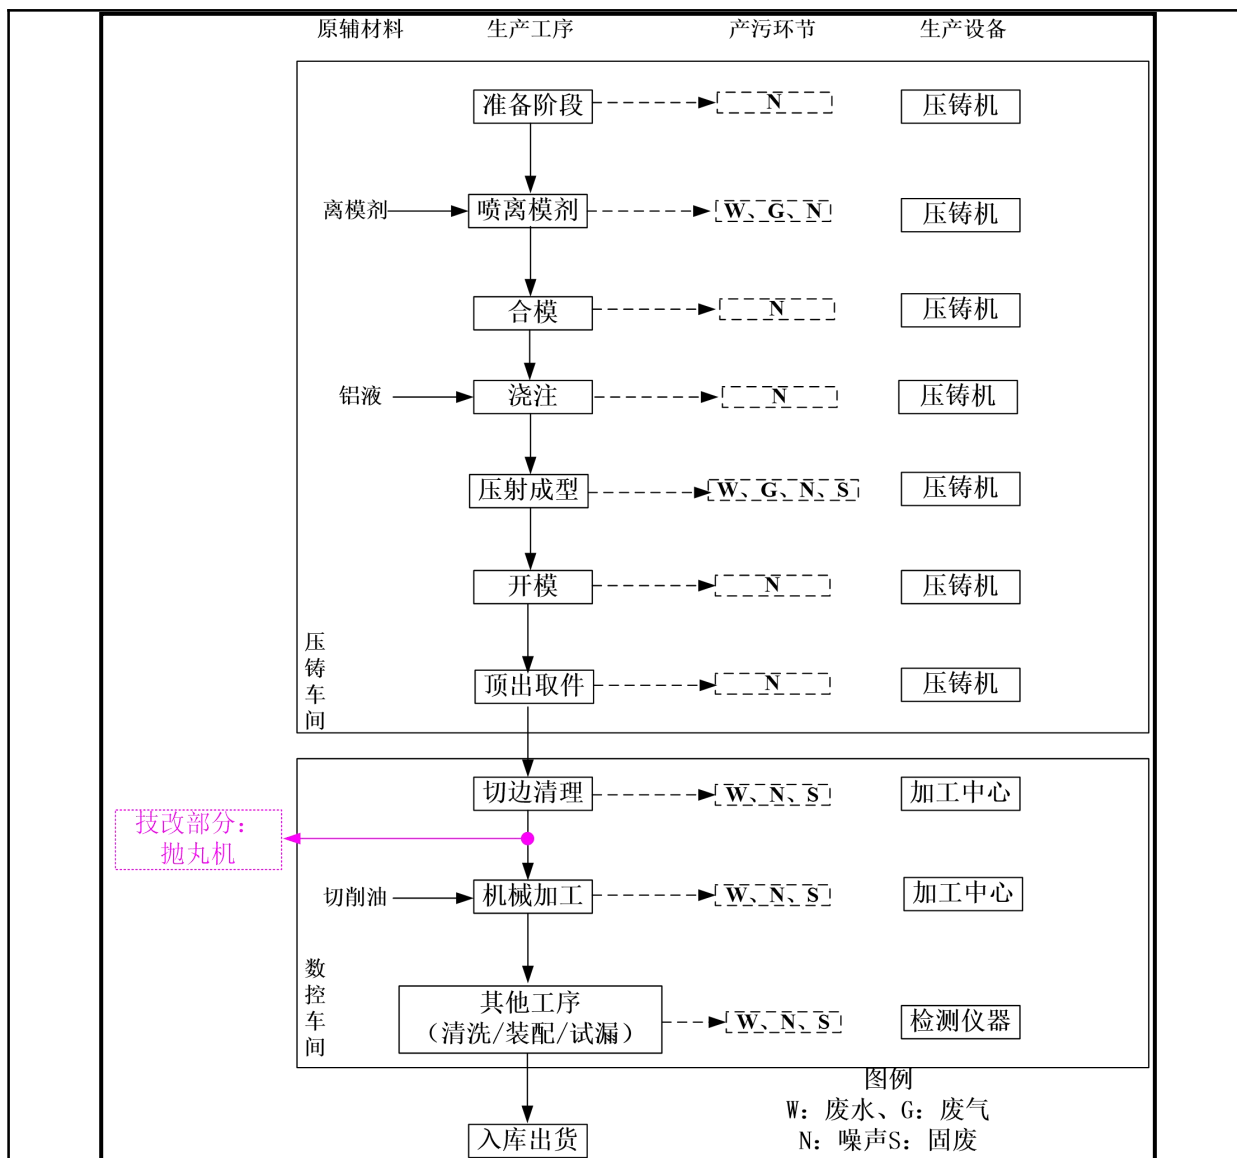 原辅材料 生产工序 产污环节 生产设备
准备阶段 N 压铸机
离模剂 喷离模剂 W、G、N 压铸机
合模 N 压铸机
铝液 浇注 N 压铸机
压射成型 W、G、N、S 压铸机
开模 N 压铸机
压铸车间
顶出取件 N 压铸机
切边清理 W、N、S 加工中心
技改部分：
抛丸机
切削油 机械加工 W、N、S 加工中心
数控车间
其他工序
（清洗/装配/试漏） W、N、S 检测仪器
图例
W：废水、G：废气
N：噪声S：固废
入库出货